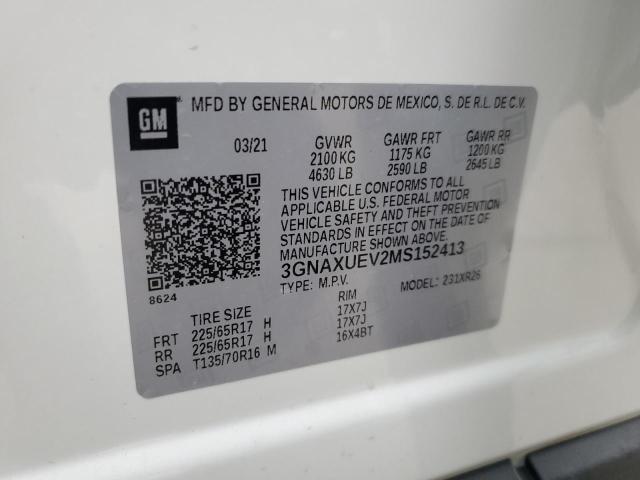 GM
MFD BY GENERAL MOTORS DE MEXICO, S. DE R.L. DE C.V.
03/21 GVWR GAWR FRT GAWR RR
2100 KG 1175 KG 1200 KG
4630 LB 2590 LB 2645 LB
THIS VEHICLE CONFORMS TO ALL
APPLICABLE U.S. FEDERAL MOTOR
VEHICLE SAFETY AND THEFT PREVENTION
STANDARDS IN EFFECT ON THE DATE OF
MANUFACTURE SHOWN ABOVE.
3GNAXUEV2MS152413
TYPE: M.P.V. MODEL: 231XR26
8624
TIRE SIZE RIM
FRT 225/65R17 H 17X7J
RR 225/65R17 H 17X7J
SPA T135/70R16 M 16X4BT